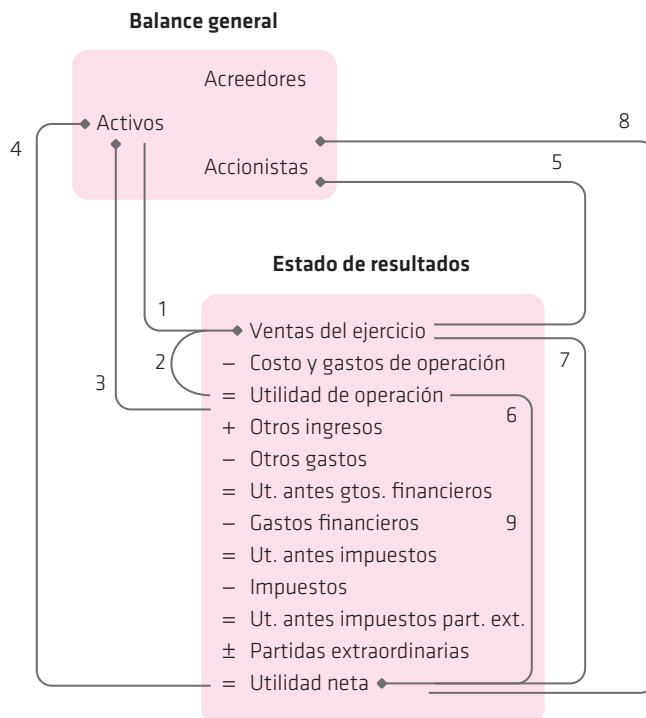 Balance general
Acreedores
Activos
4
8
Accionistas
5
Estado de resultados
1
Ventas del ejercicio
2
− Costo y gastos de operación
7
3
= Utilidad de operación
6
+ Otros ingresos
− Otros gastos
= Ut. antes gtos. financieros
− Gastos financieros
9
= Ut. antes impuestos
− Impuestos
= Ut. antes impuestos part. ext.
± Partidas extraordinarias
= Utilidad neta